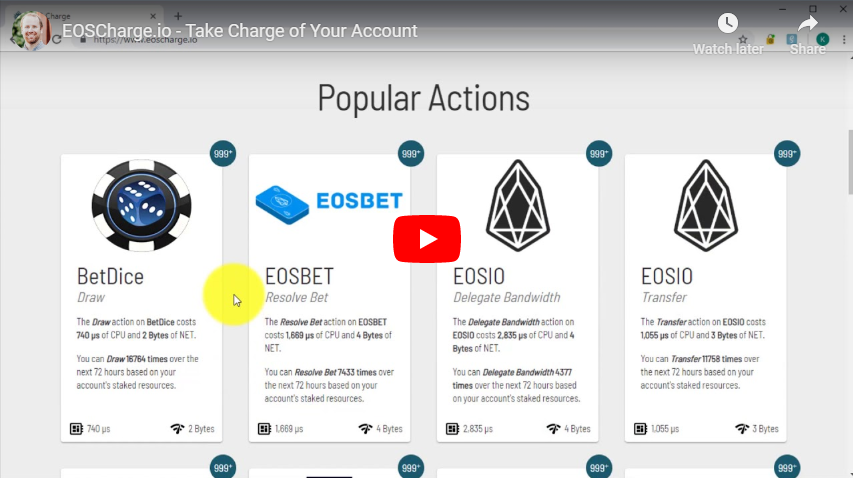 Charge
EOSCharge.io - Take Charge of Your Account
https://www.eoscharge.io
Watch later
Share
K
Popular Actions
999+
999+
999+
999+
EOSBET
BetDice
Draw
The Draw action on BetDice costs
740 µs of CPU and 2 Bytes of NET.
You can Draw 16764 times over the
next 72 hours based on your
account's staked resources.
740 µs
2 Bytes
EOSBET
Resolve Bet
The Resolve Bet action on EOSBET
costs 1,669 µs of CPU and 4 Bytes of
NET.
You can Resolve Bet 7433 times over
the next 72 hours based on your
account's staked resources.
1,669 µs
4 Bytes
EOSIO
Delegate Bandwidth
The Delegate Bandwidth action on
EOSIO costs 2,835 µs of CPU and 4
Bytes of NET.
You can Delegate Bandwidth 4377
times over the next 72 hours based
on your account's staked resources.
2,835 µs
4 Bytes
EOSIO
Transfer
The Transfer action on EOSIO costs
1,055 µs of CPU and 3 Bytes of NET.
You can Transfer 11758 times over
the next 72 hours based on your
account's staked resources.
1,055 µs
3 Bytes
999+
999+
999+
999+